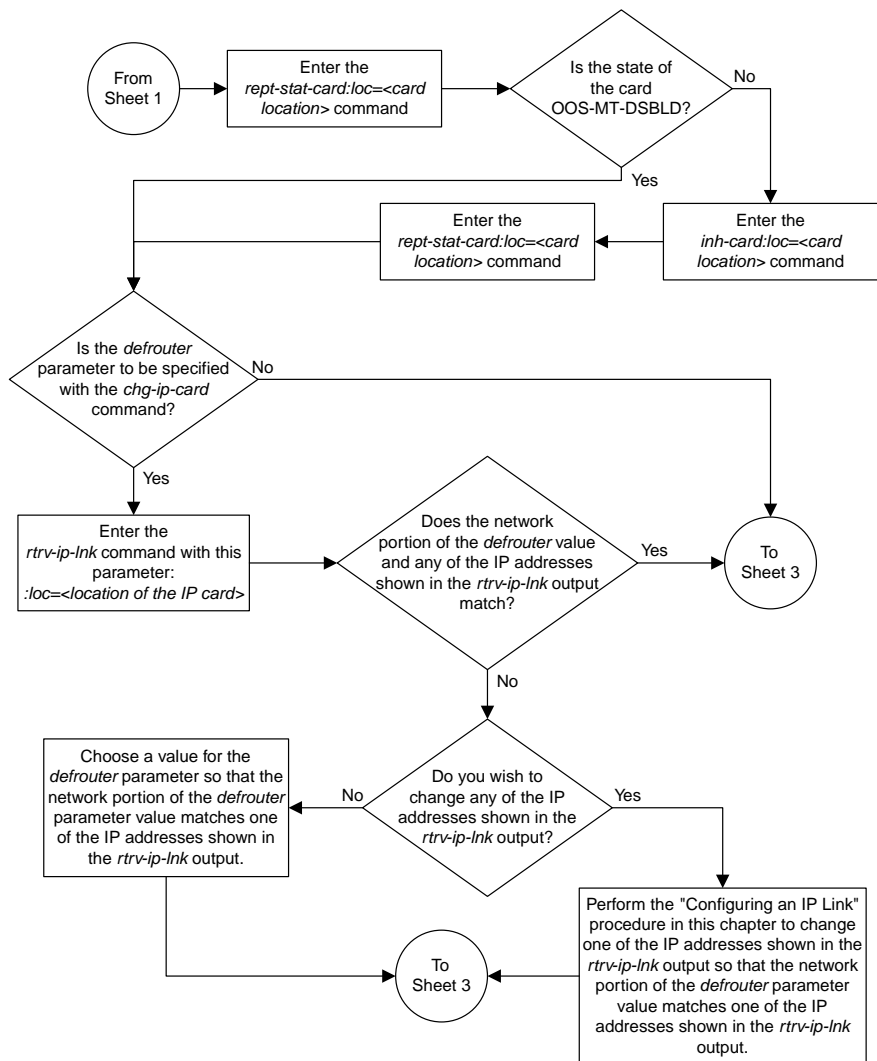 From
Sheet 1
Enter the
rept-stat-card:loc=<card
location> command
Is the state of
the card
OOS-MT-DSBLD?
No
Yes
Enter the
inh-card:loc=<card
location> command
Enter the
rept-stat-card:loc=<card
location> command
Is the defrouter
parameter to be specified
with the chg-ip-card
command?
No
Yes
Enter the
rtrv-ip-lnk command with this
parameter:
:loc=<location of the IP card>
Does the network
portion of the defrouter value
and any of the IP addresses
shown in the rtrv-ip-lnk output
match?
Yes
To
Sheet 3
No
Do you wish to
change any of the IP
addresses shown in the
rtrv-ip-lnk output?
No
Yes
Choose a value for the
defrouter parameter so that the
network portion of the defrouter
parameter value matches one
of the IP addresses shown in
the rtrv-ip-lnk output.
Perform the "Configuring an IP Link"
procedure in this chapter to change
one of the IP addresses shown in the
rtrv-ip-lnk output so that the network
portion of the defrouter parameter
value matches one of the IP
addresses shown in the rtrv-ip-lnk
output.
To
Sheet 3